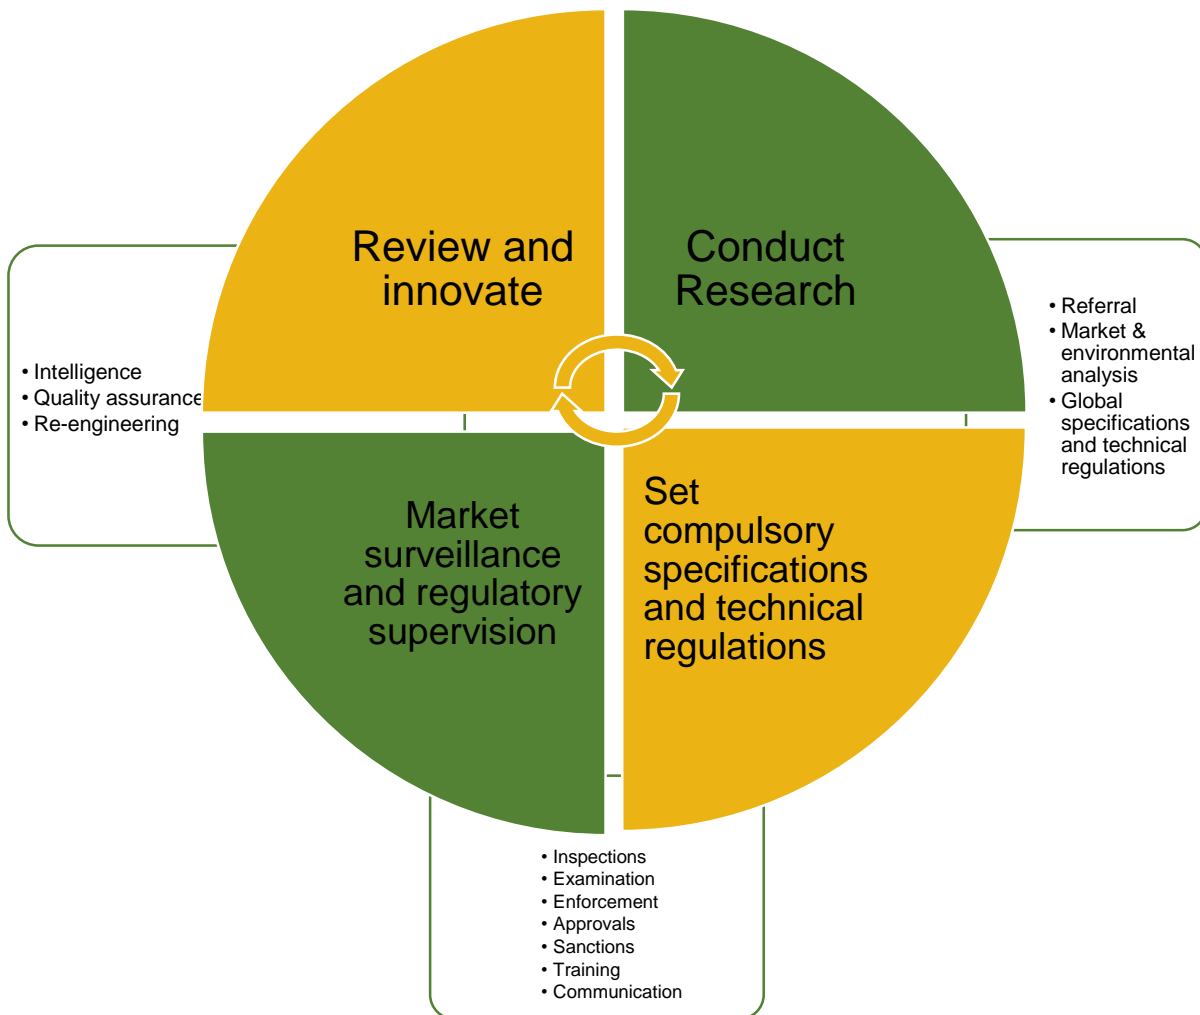 Review and
innovate
Conduct
Research
• Intelligence
• Quality assurance
• Re-engineering
• Referral
• Market &
environmental
analysis
• Global
specifications
and technical
regulations
Market
surveillance
and regulatory
supervision
Set
compulsory
specifications
and technical
regulations
• Inspections
• Examination
• Enforcement
• Approvals
• Sanctions
• Training
• Communication